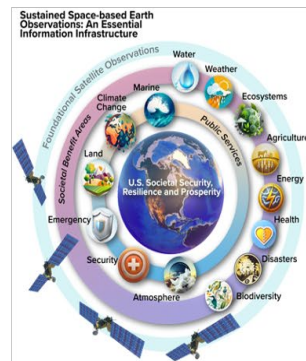 Sustained Space-based Earth
Observations: An Essential
Information Infrastructure
Foundational Satellite Observations
Societal Benefit Areas
Public Services
Water
Weather
Ecosystems
Agriculture
Energy
Health
Disasters
Biodiversity
Atmosphere
Security
Emergency
Land
Climate
Change
Marine
U.S. Societal Security,
Resilience and Prosperity